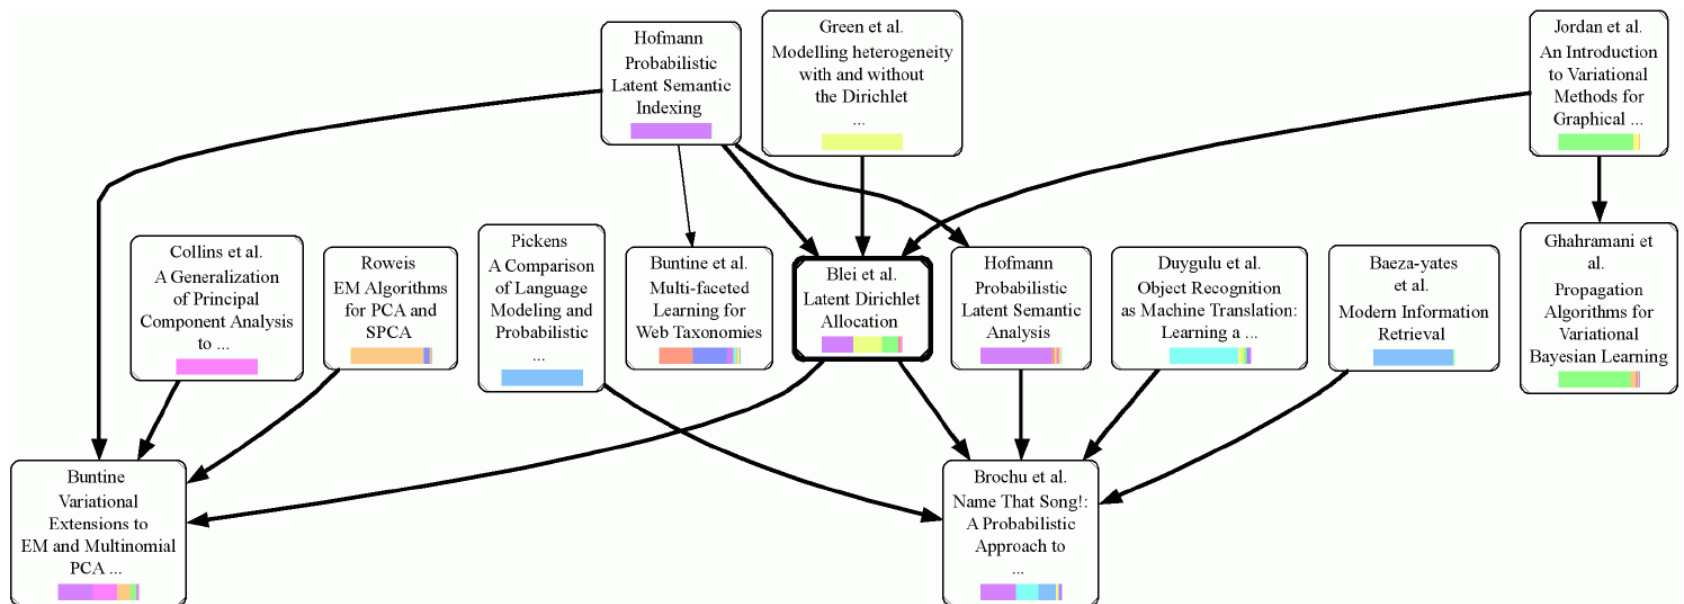 Hofmann
Probabilistic
Latent Semantic
Indexing
Green et al.
Modelling heterogeneity
with and without
the Dirichlet
...
Jordan et al.
An Introduction
to Variational
Methods for
Graphical ...
Collins et al.
A Generalization
of Principal
Component Analysis
to ...
Roweis
EM Algorithms
for PCA and
SPCA
Pickens
A Comparison
of Language
Modeling and
Probabilistic
...
Buntine et al.
Multi-faceted
Learning for
Web Taxonomies
Blei et al.
Latent Dirichlet
Allocation
Hofmann
Probabilistic
Latent Semantic
Analysis
Duygulu et al.
Object Recognition
as Machine Translation:
Learning a ...
Baeza-yates
et al.
Modern Information
Retrieval
Ghahramani et
al.
Propagation
Algorithms for
Variational
Bayesian Learning
Buntine
Variational
Extensions to
EM and Multinomial
PCA ...
Brochu et al.
Name That Song!:
A Probabilistic
Approach to
...